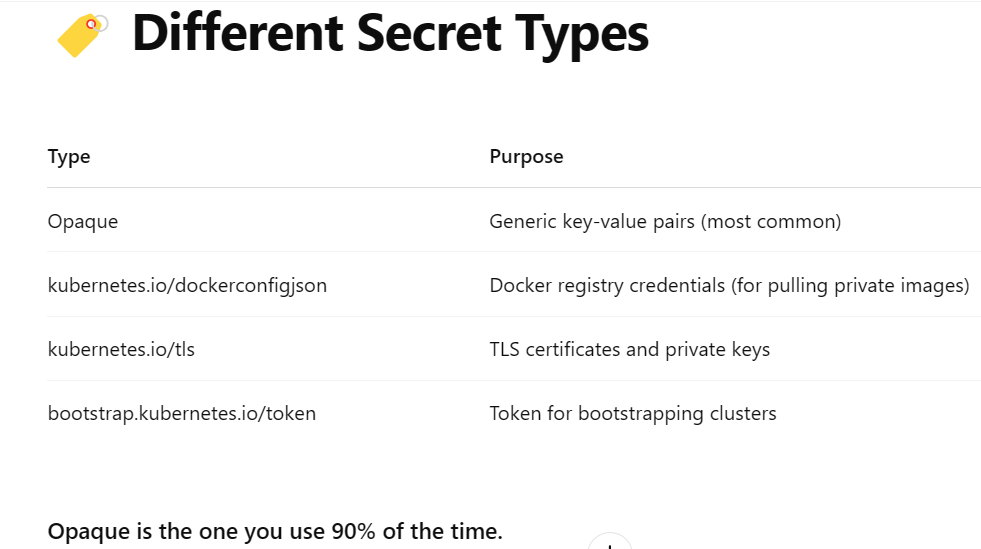 Different Secret Types
Type Purpose
Opaque Generic key-value pairs (most common)
kubernetes.io/dockerconfigjson Docker registry credentials (for pulling private images)
kubernetes.io/tls TLS certificates and private keys
bootstrap.kubernetes.io/token Token for bootstrapping clusters
Opaque is the one you use 90% of the time.